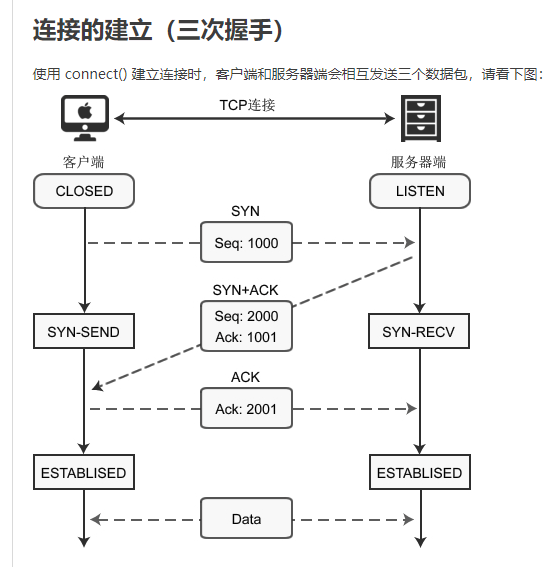 连接的建立（三次握手）
使用 connect() 建立连接时，客户端和服务器端会相互发送三个数据包，请看下图：
TCP连接
客户端
服务器端
CLOSED
LISTEN
SYN
Seq: 1000
SYN+ACK
Seq: 2000
Ack: 1001
SYN-SEND
SYN-RECV
ACK
Ack: 2001
ESTABLISED
ESTABLISED
Data